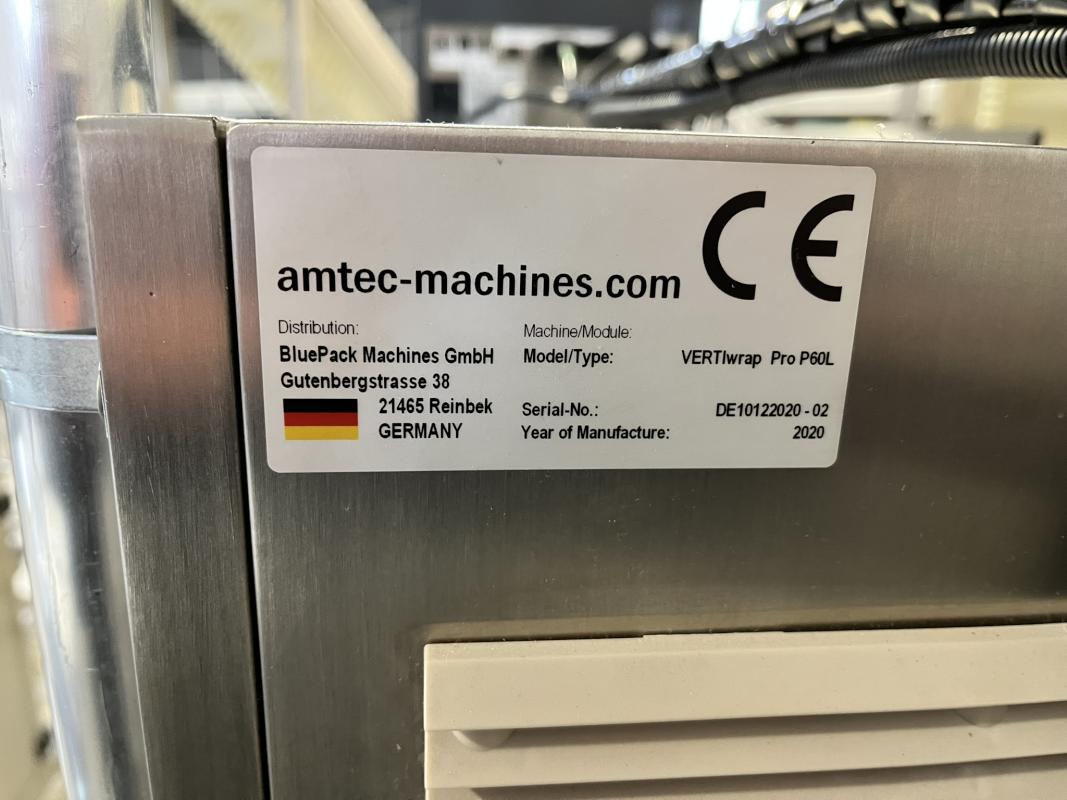 CE
amtec-machines.com
Distribution:
BluePack Machines GmbH
Gutenbergstrasse 38
21465 Reinbek
GERMANY
Machine/Module:
Model/Type: VERTIwrap Pro P60L
Serial-No.: DE10122020 - 02
Year of Manufacture: 2020